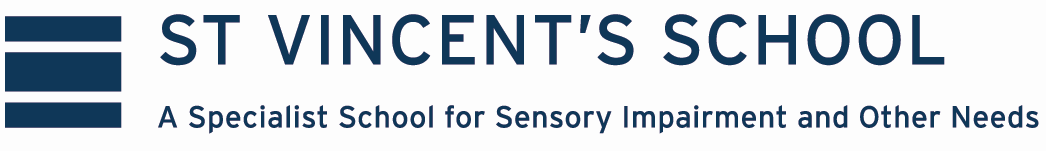 ST VINCENT'S SCHOOL
A Specialist School for Sensory Impairment and Other Needs